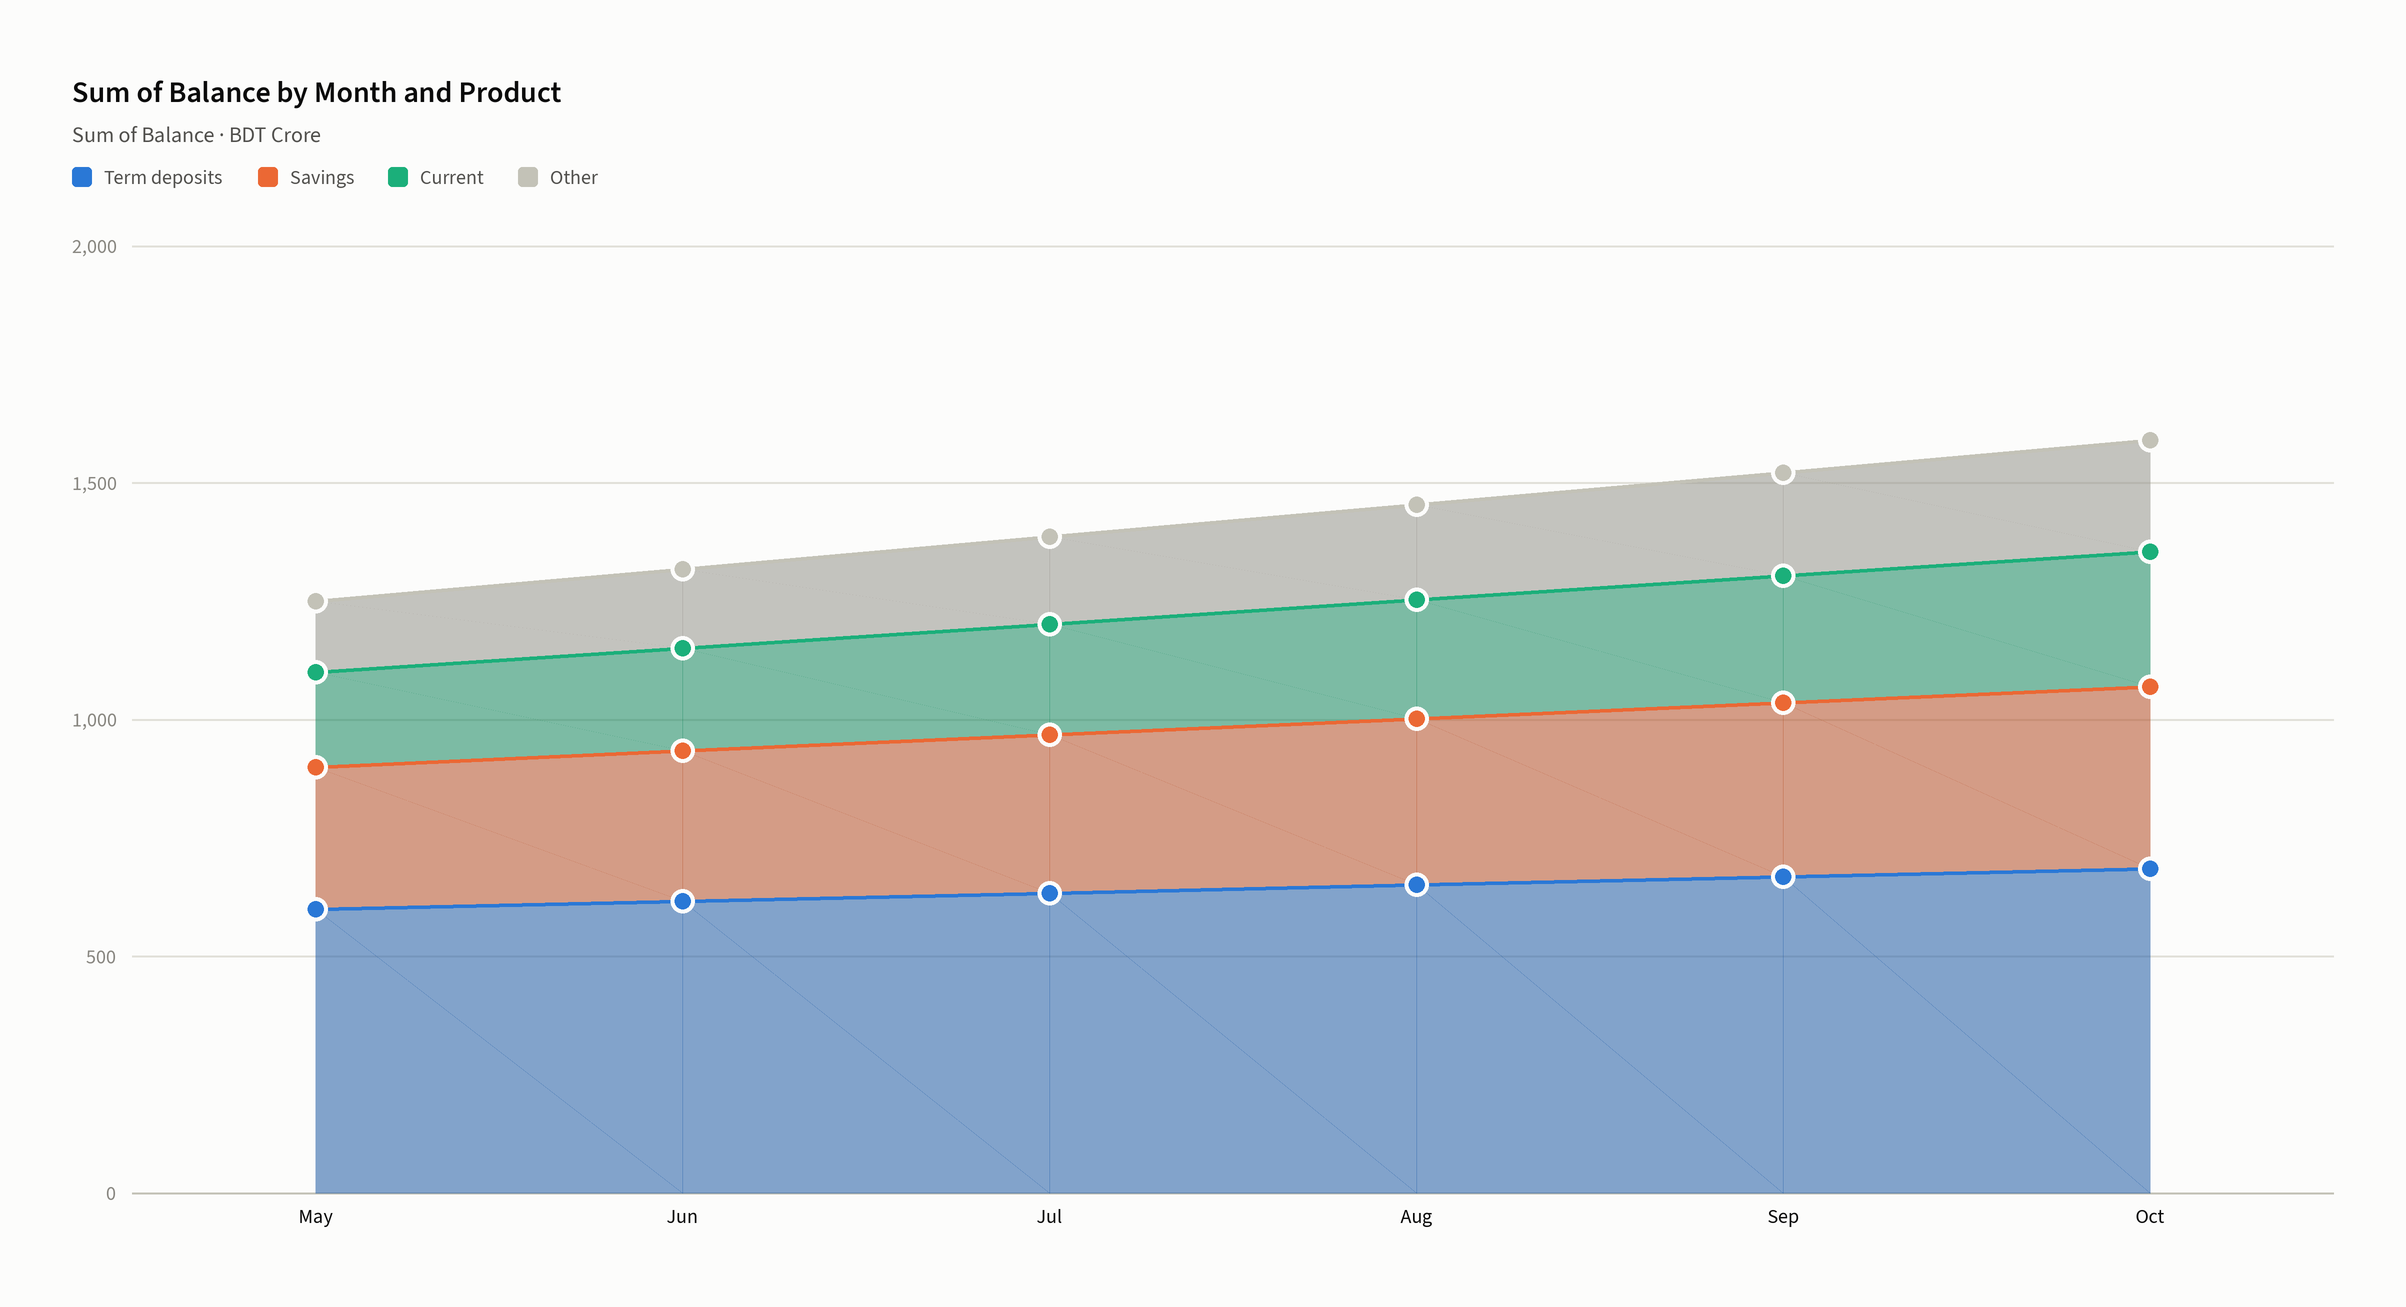 Sum of Balance by Month and Product
Sum of Balance · BDT Crore
Term deposits Savings Current Other
2,000
1,500
1,000
500
0
May Jun Jul Aug Sep Oct